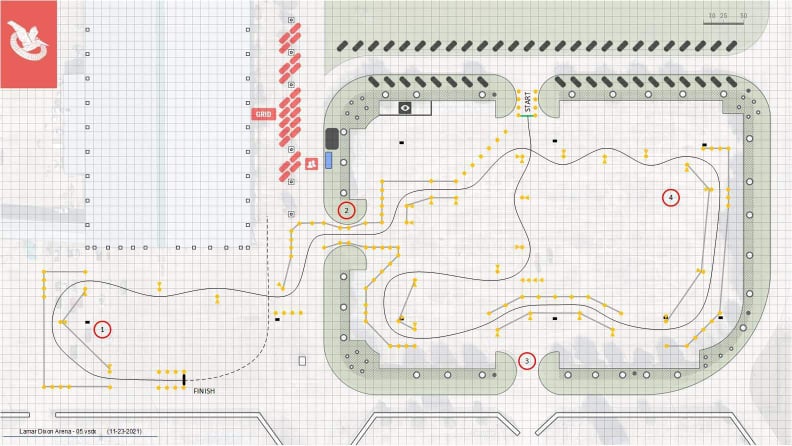 10 25 50
START
GRID
2
4
1
3
FINISH
Lamar Dixon Arena - 05.vsdx (11-23-2021)